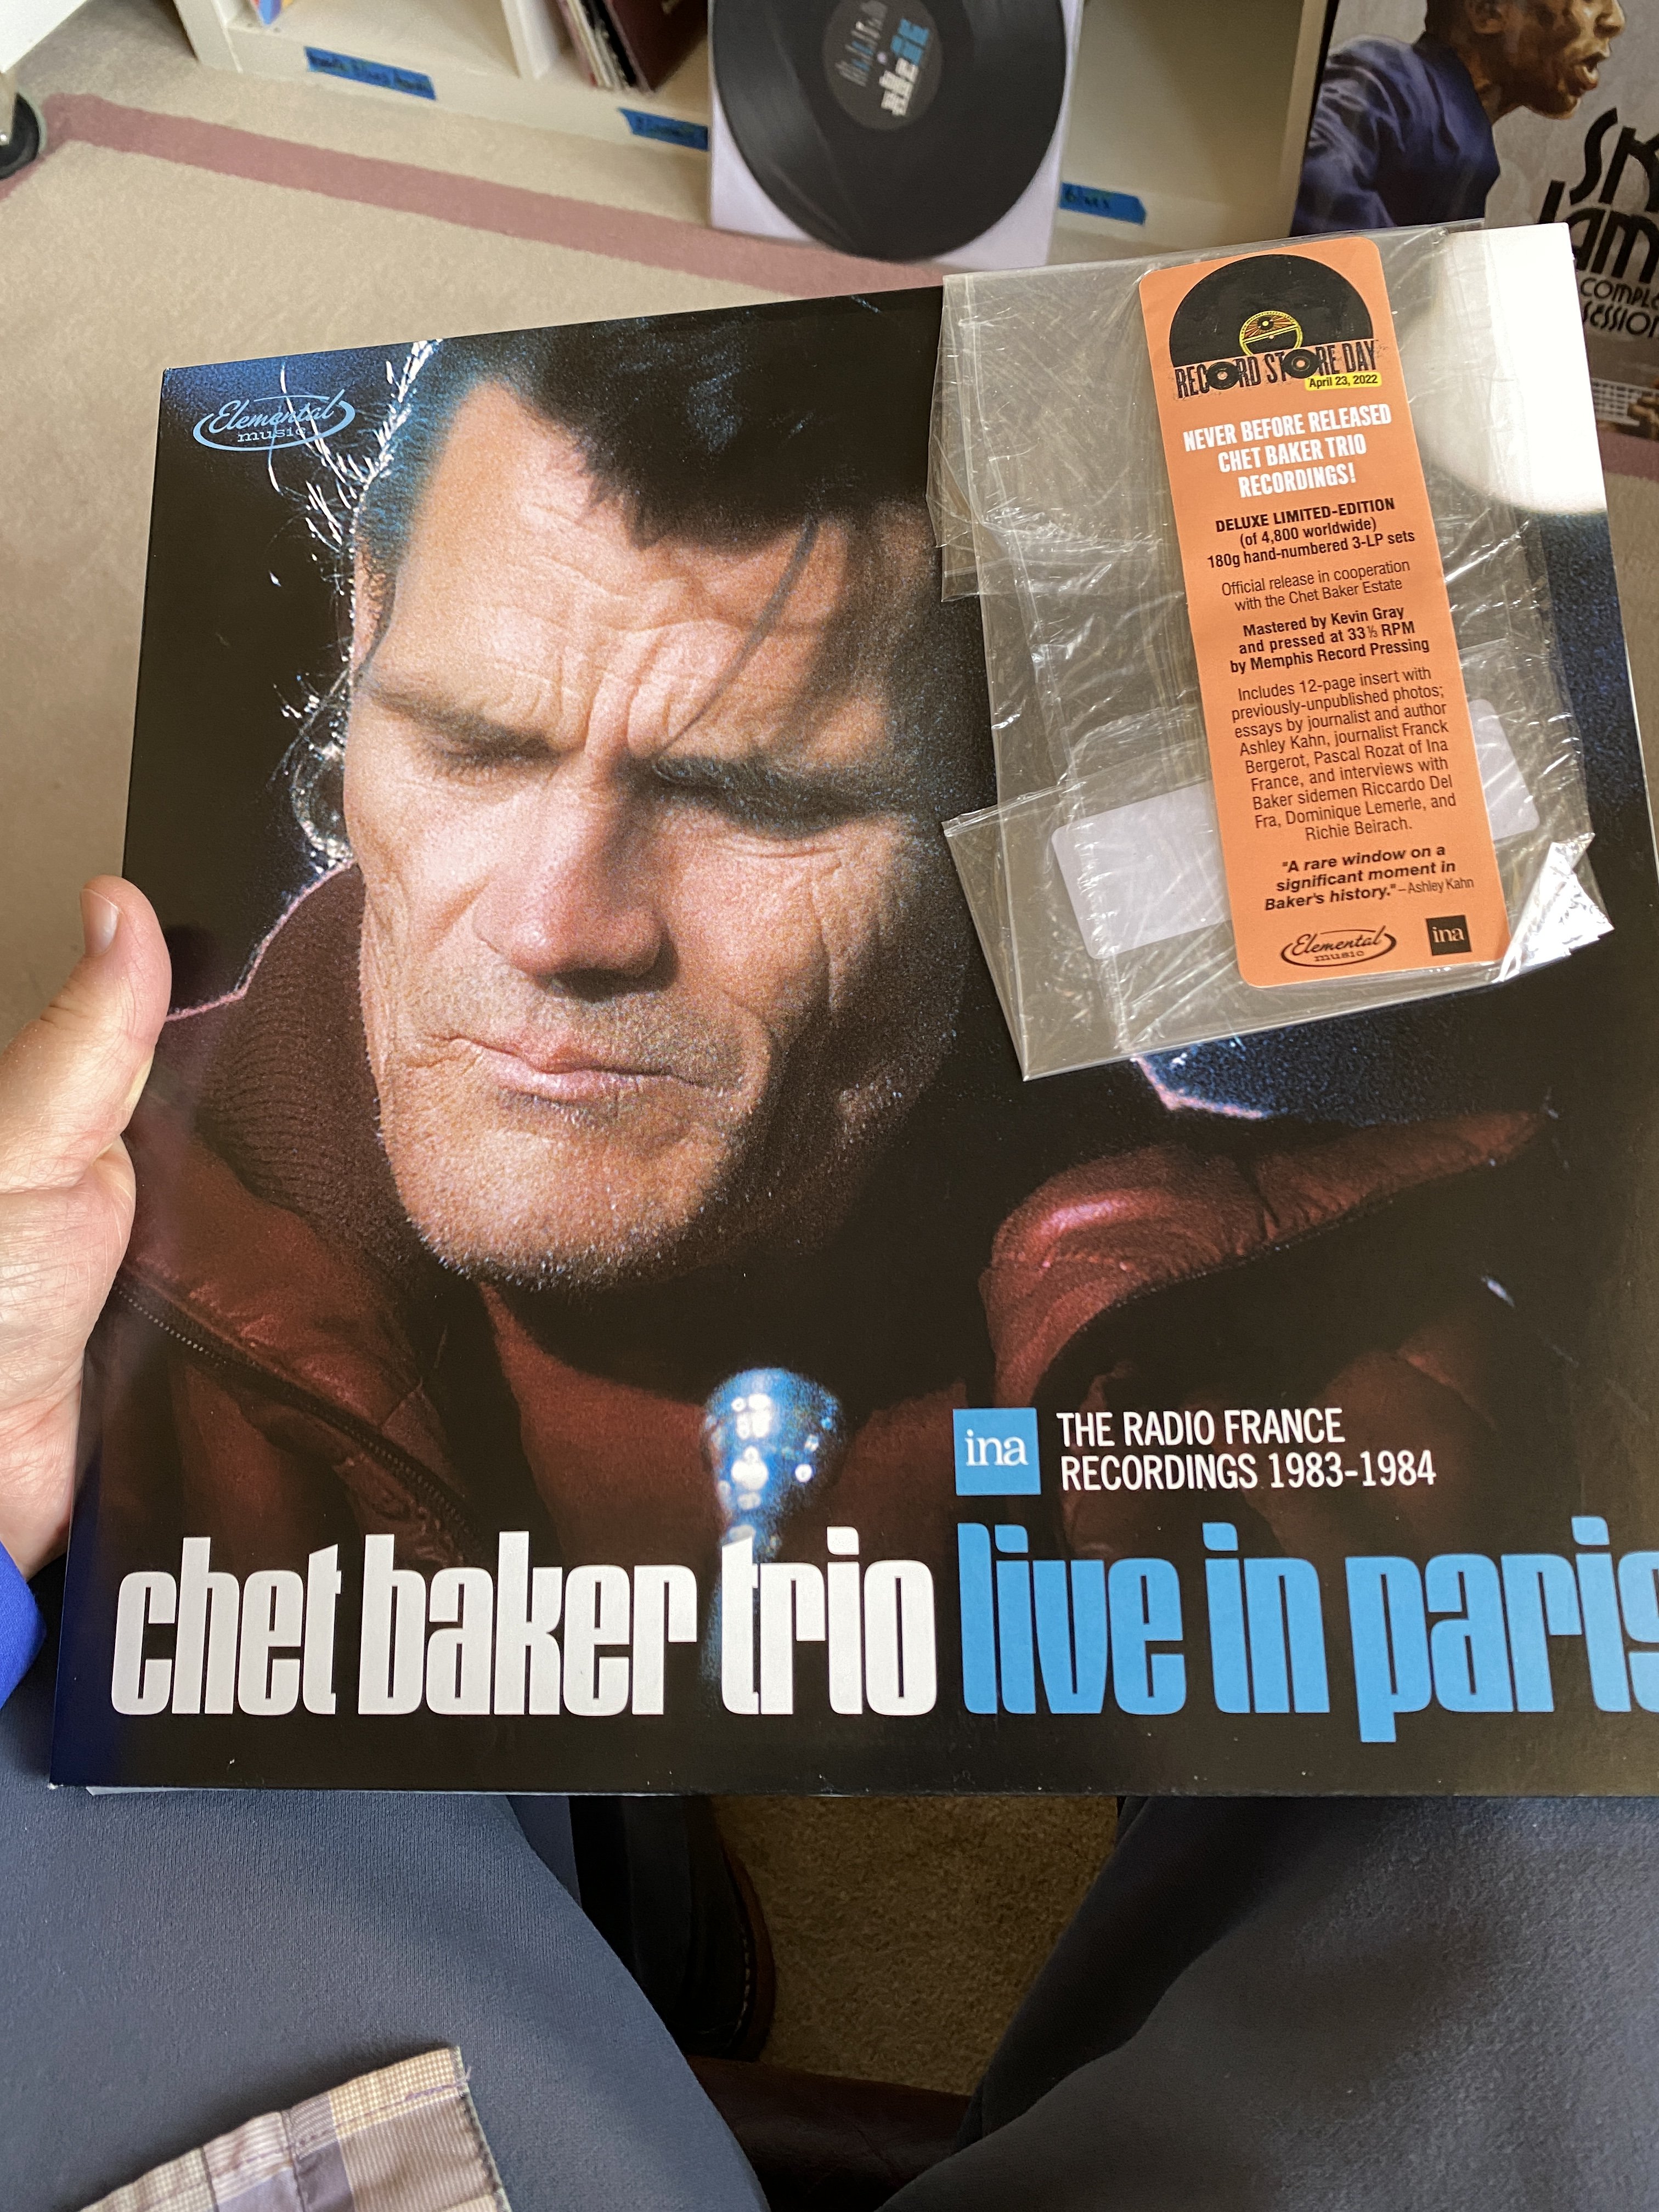 Elemental
music
RECORD STORE DAY
April 23, 2022
NEVER BEFORE RELEASED
CHET BAKER TRIO
RECORDINGS!
DELUXE LIMITED-EDITION
(of 4,800 worldwide)
180g hand-numbered 3-LP sets
Official release in cooperation
with the Chet Baker Estate
Mastered by Kevin Gray
and pressed at 33⅓ RPM
by Memphis Record Pressing
Includes 12-page insert with
previously-unpublished photos;
essays by journalist and author
Ashley Kahn, journalist Franck
Bergerot, Pascal Rozat of Ina
France, and interviews with
Baker sidemen Riccardo Del
Fra, Dominique Lemerle, and
Richie Beirach.
"A rare window on a
significant moment in
Baker's history." – Ashley Kahn
Elemental
music
ina
ina
THE RADIO FRANCE
RECORDINGS 1983-1984
chet baker trio live in paris
Blues